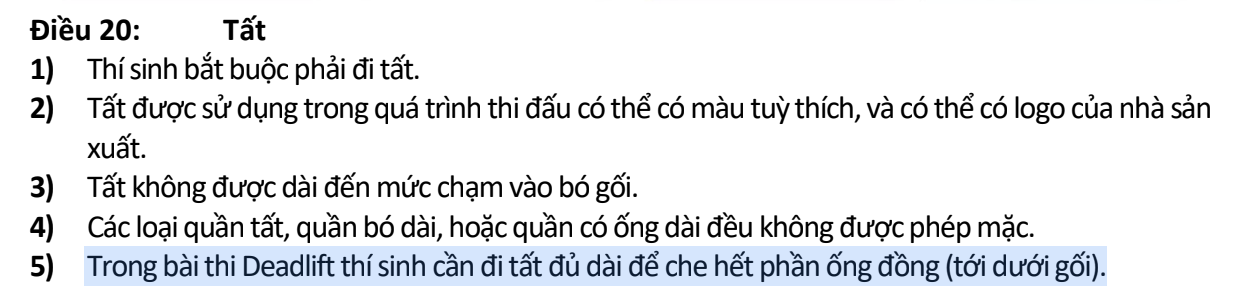 Điều 20: Tất
1) Thí sinh bắt buộc phải đi tất.
2) Tất được sử dụng trong quá trình thi đấu có thể có màu tuỳ thích, và có thể có logo của nhà sản
xuất.
3) Tất không được dài đến mức chạm vào bó gối.
4) Các loại quần tất, quần bó dài, hoặc quần có ống dài đều không được phép mặc.
5) Trong bài thi Deadlift thí sinh cần đi tất đủ dài để che hết phần ống đồng (tới dưới gối).